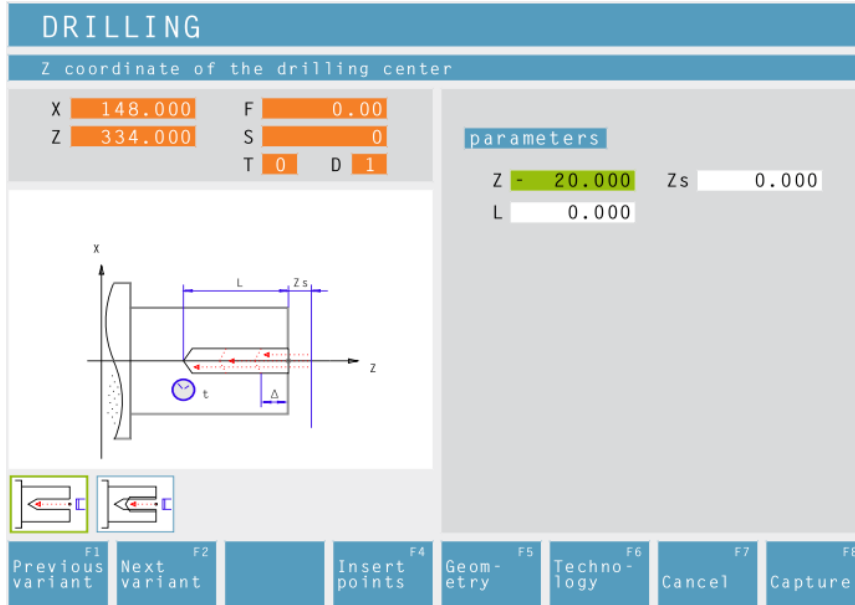 DRILLING
Z coordinate of the drilling center
X 148.000 F 0.00
Z 334.000 S 0
T 0 D 1
parameters
Z - 20.000 Zs 0.000
L 0.000
X
L Zs
Z
t Δ
F1 F2 F4 F5 F6 F7 F8
Previous Next Insert Geom- Techno-
variant variant points etry logy Cancel Capture